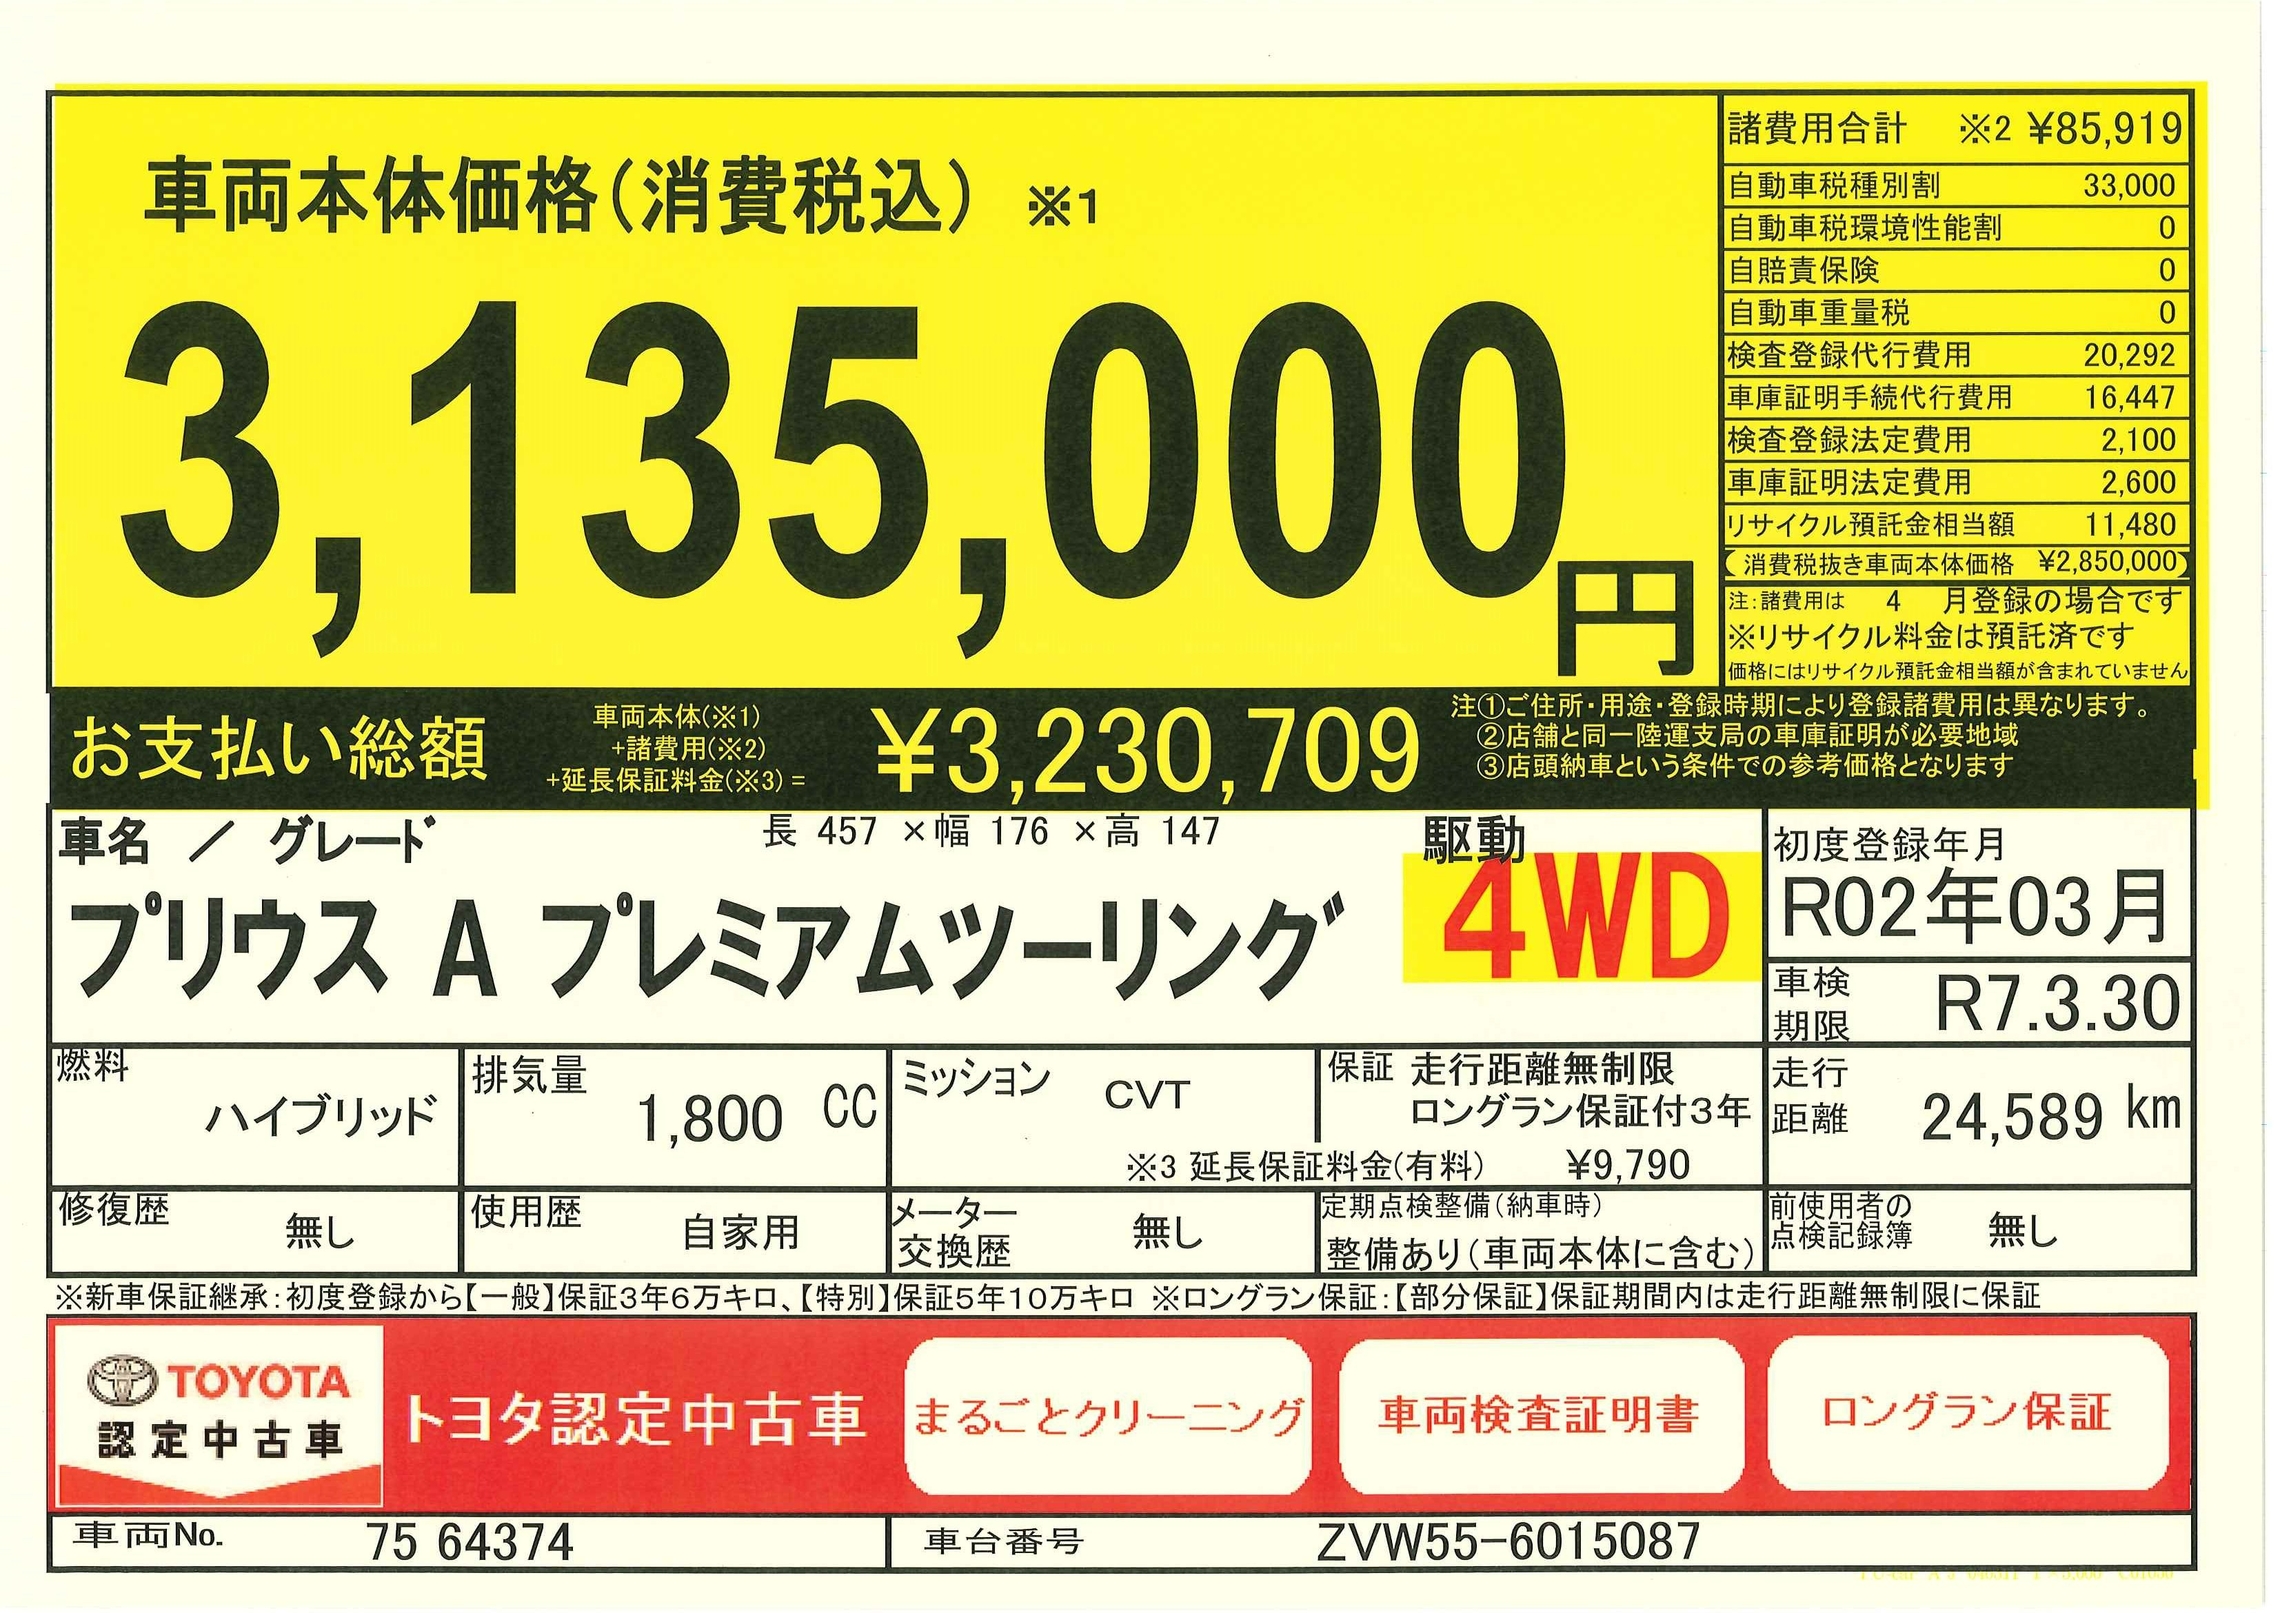 車両本体価格(消費税込) ※1
3,135,000円
諸費用合計 ※2 ¥85,919
自動車税種別割 33,000
自動車税環境性能割 0
自賠責保険 0
自動車重量税 0
検査登録代行費用 20,292
車庫証明手続代行費用 16,447
検査登録法定費用 2,100
車庫証明法定費用 2,600
リサイクル預託金相当額 11,480
(消費税抜き車両本体価格 ¥2,850,000)
注:諸費用は 4 月登録の場合です
※リサイクル料金は預託済です
価格にはリサイクル預託金相当額が含まれていません
お支払い総額
車両本体(※1)
+諸費用(※2)
+延長保証料金(※3)=
¥3,230,709
注①ご住所・用途・登録時期により登録諸費用は異なります。
②店舗と同一陸運支局の車庫証明が必要地域
③店頭納車という条件での参考価格となります
車名 / グレード 長 457 ×幅 176 ×高 147
プリウス A プレミアムツーリング
駆動
4WD
初度登録年月
R02年03月
車検期限 R7.3.30
燃料 ハイブリッド
排気量 1,800 CC
ミッション CVT
保証 走行距離無制限
ロングラン保証付3年
※3 延長保証料金(有料) ¥9,790
走行距離 24,589 km
修復歴 無し
使用歴 自家用
メーター交換歴 無し
定期点検整備(納車時)
整備あり(車両本体に含む)
前使用者の点検記録簿 無し
※新車保証継承:初度登録から【一般】保証3年6万キロ、【特別】保証5年10万キロ ※ロングラン保証:【部分保証】保証期間内は走行距離無制限に保証
TOYOTA
認定中古車
トヨタ認定中古車
まるごとクリーニング
車両検査証明書
ロングラン保証
車両No. 75 64374
車台番号 ZVW55-6015087